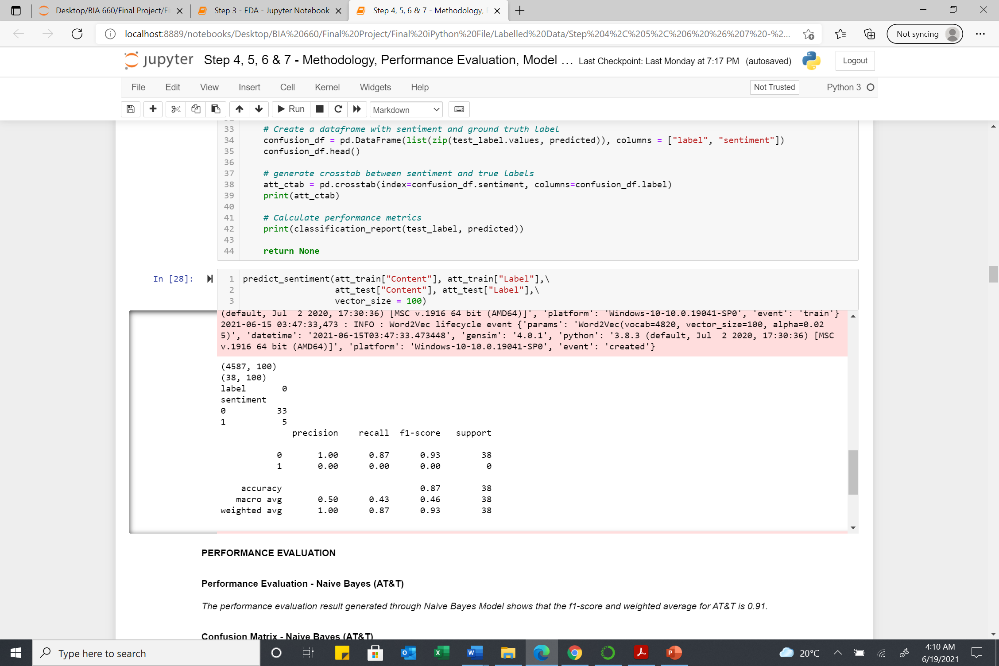 Desktop/BIA 660/Final Project/Fi
Step 3 - EDA - Jupyter Notebook
Step 4, 5, 6 & 7 - Methodology,
localhost:8889/notebooks/Desktop/BIA%20660/Final%20Project/Final%20iPython%20File/Labelled%20Data/Step%204%2C%205%2C%206%20%26%207%20-%2...
Not syncing
jupyter Step 4, 5, 6 & 7 - Methodology, Performance Evaluation, Model ... Last Checkpoint: Last Monday at 7:17 PM (autosaved)
Logout
File Edit View Insert Cell Kernel Widgets Help
Not Trusted
Python 3
Run
Markdown
33 # Create a dataframe with sentiment and ground truth label
34 confusion_df = pd.DataFrame(list(zip(test_label.values, predicted)), columns = ["label", "sentiment"])
35 confusion_df.head()
36
37 # generate crosstab between sentiment and true labels
38 att_ctab = pd.crosstab(index=confusion_df.sentiment, columns=confusion_df.label)
39 print(att_ctab)
40
41 # Calculate performance metrics
42 print(classification_report(test_label, predicted))
43
44 return None
In [28]:
1 predict_sentiment(att_train["Content"], att_train["Label"],\
2 att_test["Content"], att_test["Label"],\
3 vector_size = 100)
(default, Jul 2 2020, 17:30:36) [MSC v.1916 64 bit (AMD64)]', 'platform': 'Windows-10-10.0.19041-SP0', 'event': 'train'}
2021-06-15 03:47:33,473 : INFO : Word2Vec lifecycle event {'params': 'Word2Vec(vocab=4820, vector_size=100, alpha=0.02
5)', 'datetime': '2021-06-15T03:47:33.473448', 'gensim': '4.0.1', 'python': '3.8.3 (default, Jul 2 2020, 17:30:36) [MSC
v.1916 64 bit (AMD64)]', 'platform': 'Windows-10-10.0.19041-SP0', 'event': 'created'}
(4587, 100)
(38, 100)
label 0
sentiment
0 33
1 5
precision recall f1-score support
0 1.00 0.87 0.93 38
1 0.00 0.00 0.00 0
accuracy 0.87 38
macro avg 0.50 0.43 0.46 38
weighted avg 1.00 0.87 0.93 38
PERFORMANCE EVALUATION
Performance Evaluation - Naive Bayes (AT&T)
The performance evaluation result generated through Naive Bayes Model shows that the f1-score and weighted average for AT&T is 0.91.
Confusion Matrix - Naive Bayes (AT&T)
Type here to search
20°C
4:10 AM
6/19/2021